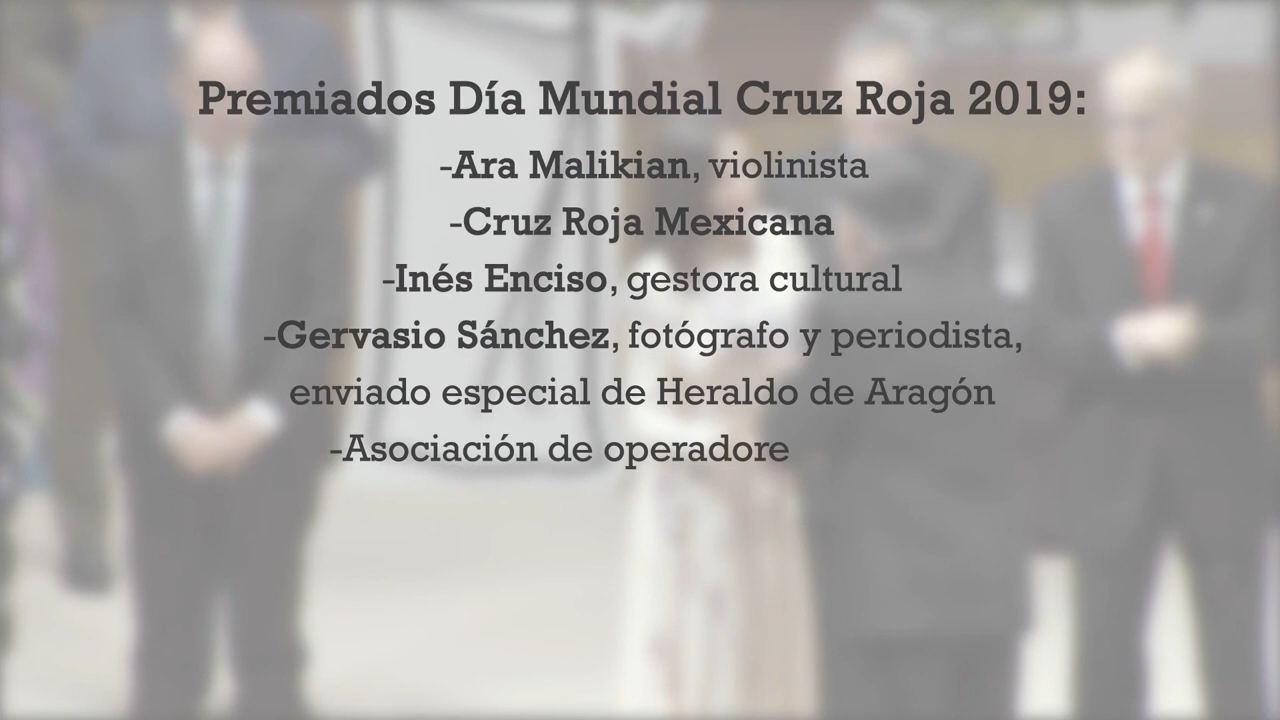 Premiados Día Mundial Cruz Roja 2019:
-Ara Malikian, violinista
-Cruz Roja Mexicana
-Inés Enciso, gestora cultural
-Gervasio Sánchez, fotógrafo y periodista,
enviado especial de Heraldo de Aragón
-Asociación de operadore